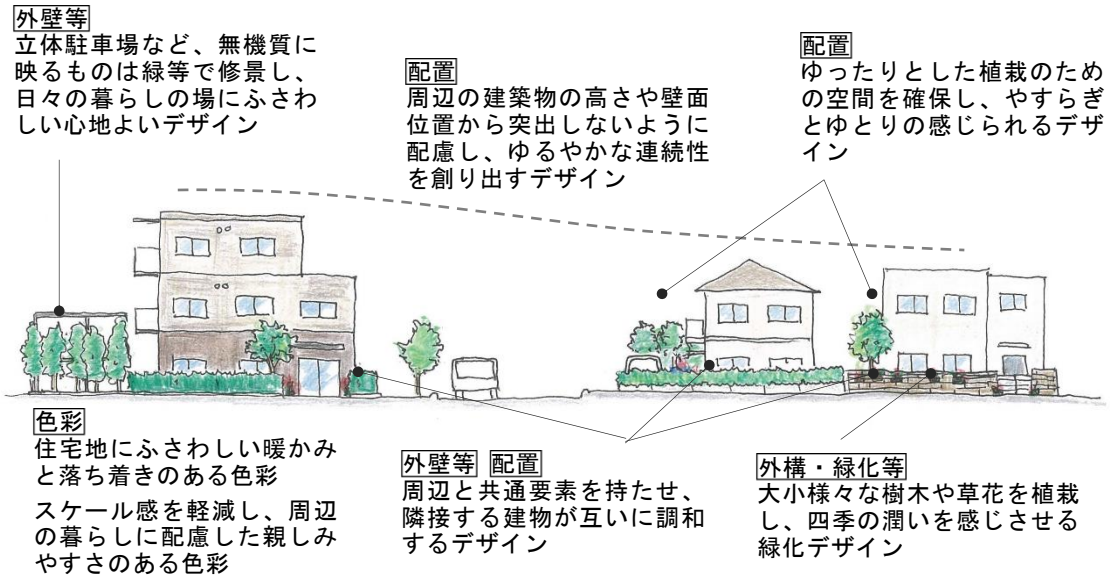 外壁等
立体駐車場など、無機質に
映るものは緑等で修景し、
日々の暮らしの場にふさわ
しい心地よいデザイン
配置
周辺の建築物の高さや壁面
位置から突出しないように
配慮し、ゆるやかな連続性
を創り出すデザイン
配置
ゆったりとした植栽のため
の空間を確保し、やすらぎ
とゆとりの感じられるデザ
イン
色彩
住宅地にふさわしい暖かみ
と落ち着きのある色彩
スケール感を軽減し、周辺
の暮らしに配慮した親しみ
やすさのある色彩
外壁等 配置
周辺と共通要素を持たせ、
隣接する建物が互いに調和
するデザイン
外構・緑化等
大小様々な樹木や草花を植栽
し、四季の潤いを感じさせる
緑化デザイン